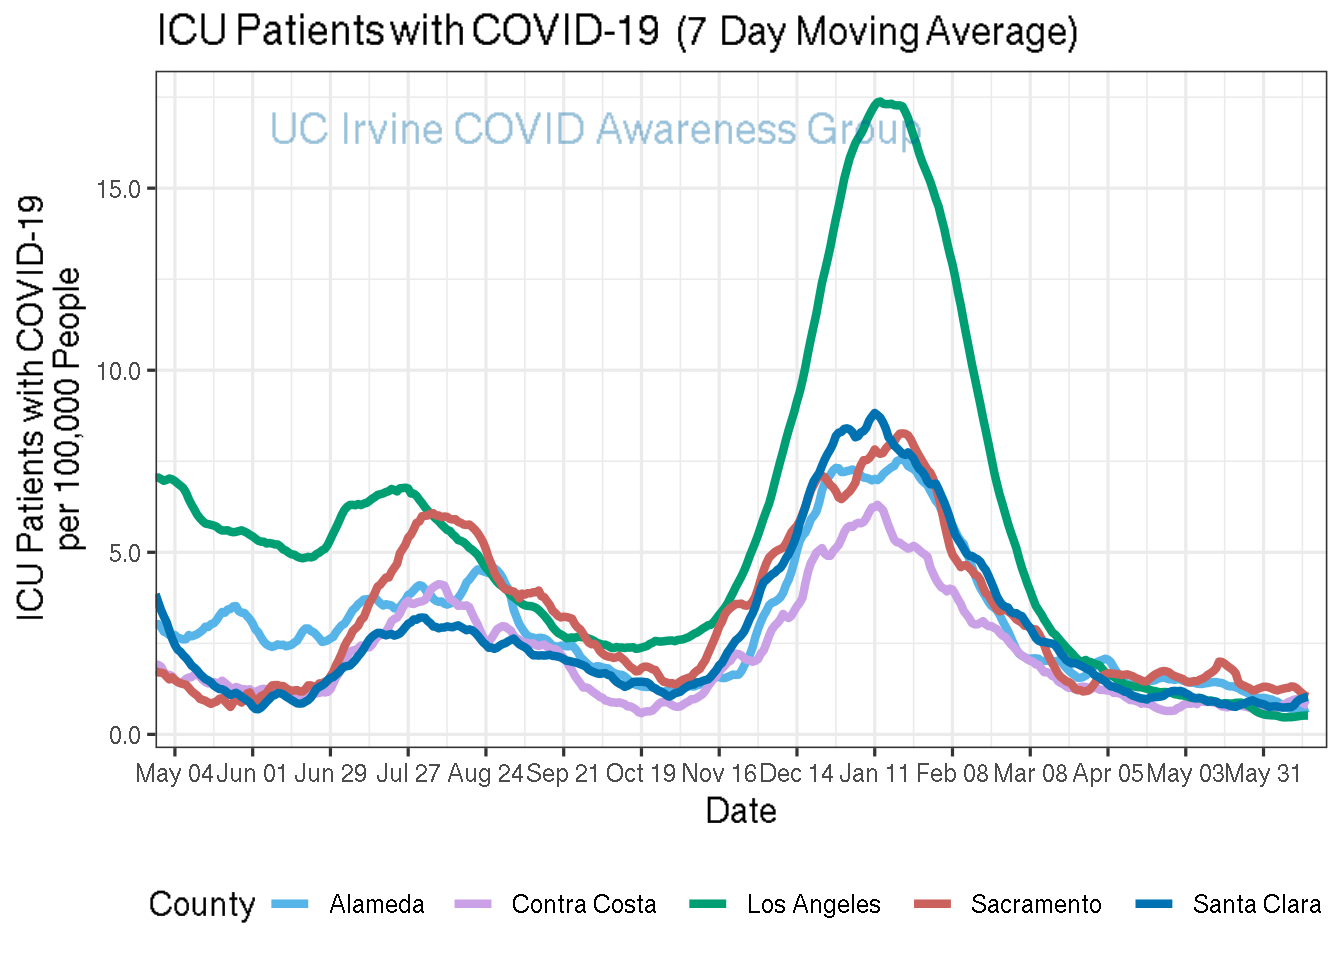 ICU Patients with COVID-19 (7 Day Moving Average)
UC Irvine COVID Awareness Group
ICU Patients with COVID-19
per 100,000 People
15.0
10.0
5.0
0.0
May 04 Jun 01 Jun 29 Jul 27 Aug 24 Sep 21 Oct 19 Nov 16 Dec 14 Jan 11 Feb 08 Mar 08 Apr 05 May 03 May 31
Date
County Alameda Contra Costa Los Angeles Sacramento Santa Clara